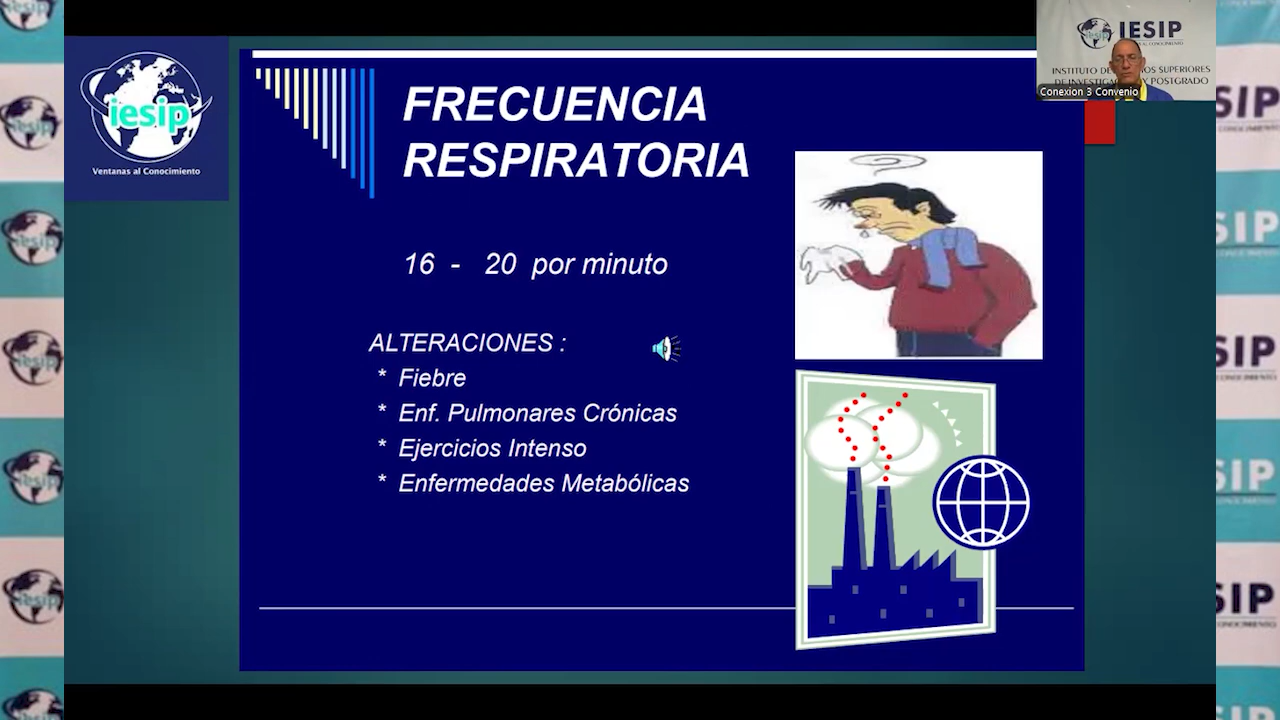 iesip
Ventanas al Conocimiento
FRECUENCIA
RESPIRATORIA
16 - 20 por minuto
ALTERACIONES :
* Fiebre
* Enf. Pulmonares Crónicas
* Ejercicios Intenso
* Enfermedades Metabólicas
IESIP
Conexion 3 Convenio